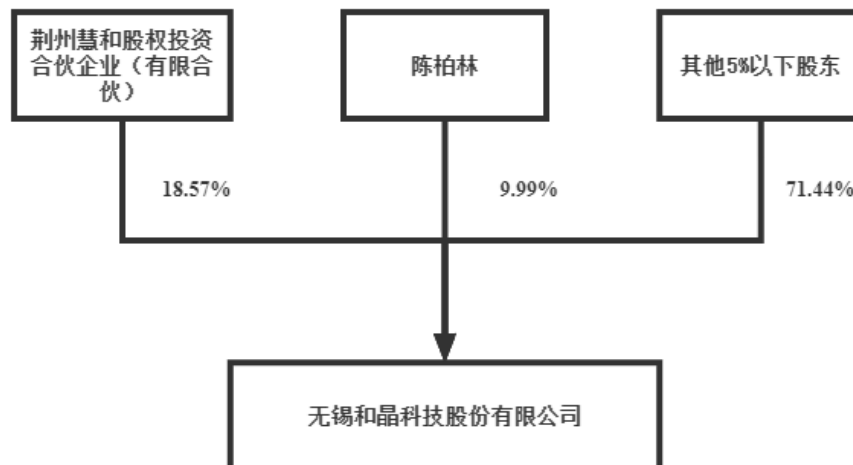 荆州慧和股权投资
合伙企业（有限合
伙）
陈柏林
其他5%以下股东
18.57%
9.99%
71.44%
无锡和晶科技股份有限公司